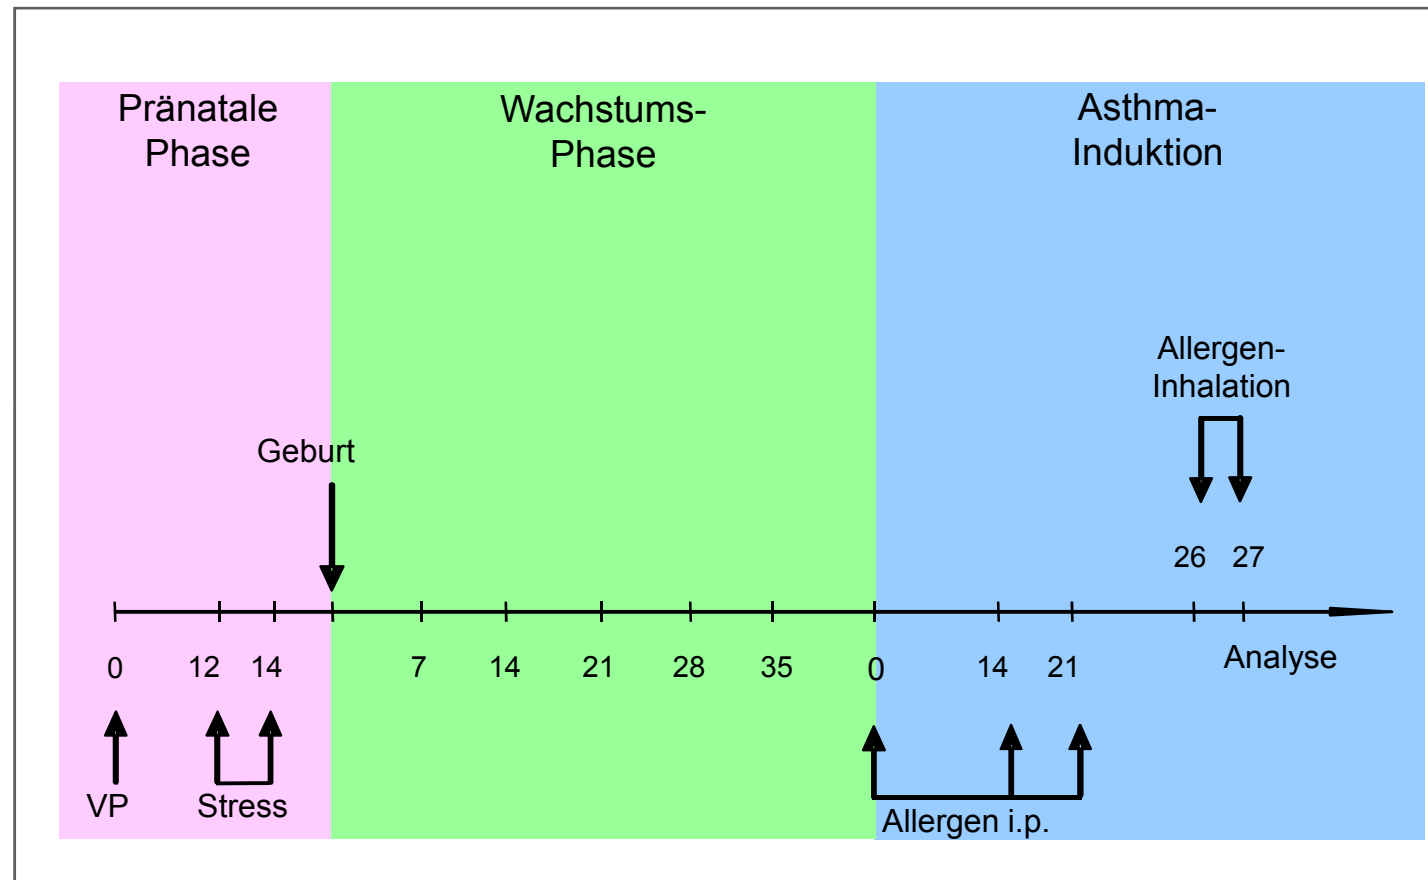 Pränatale
Phase
Wachstums-
Phase
Asthma-
Induktion
Allergen-
Inhalation
Geburt
26 27
0 12 14 7 14 21 28 35 0 14 21 Analyse
VP Stress Allergen i.p.